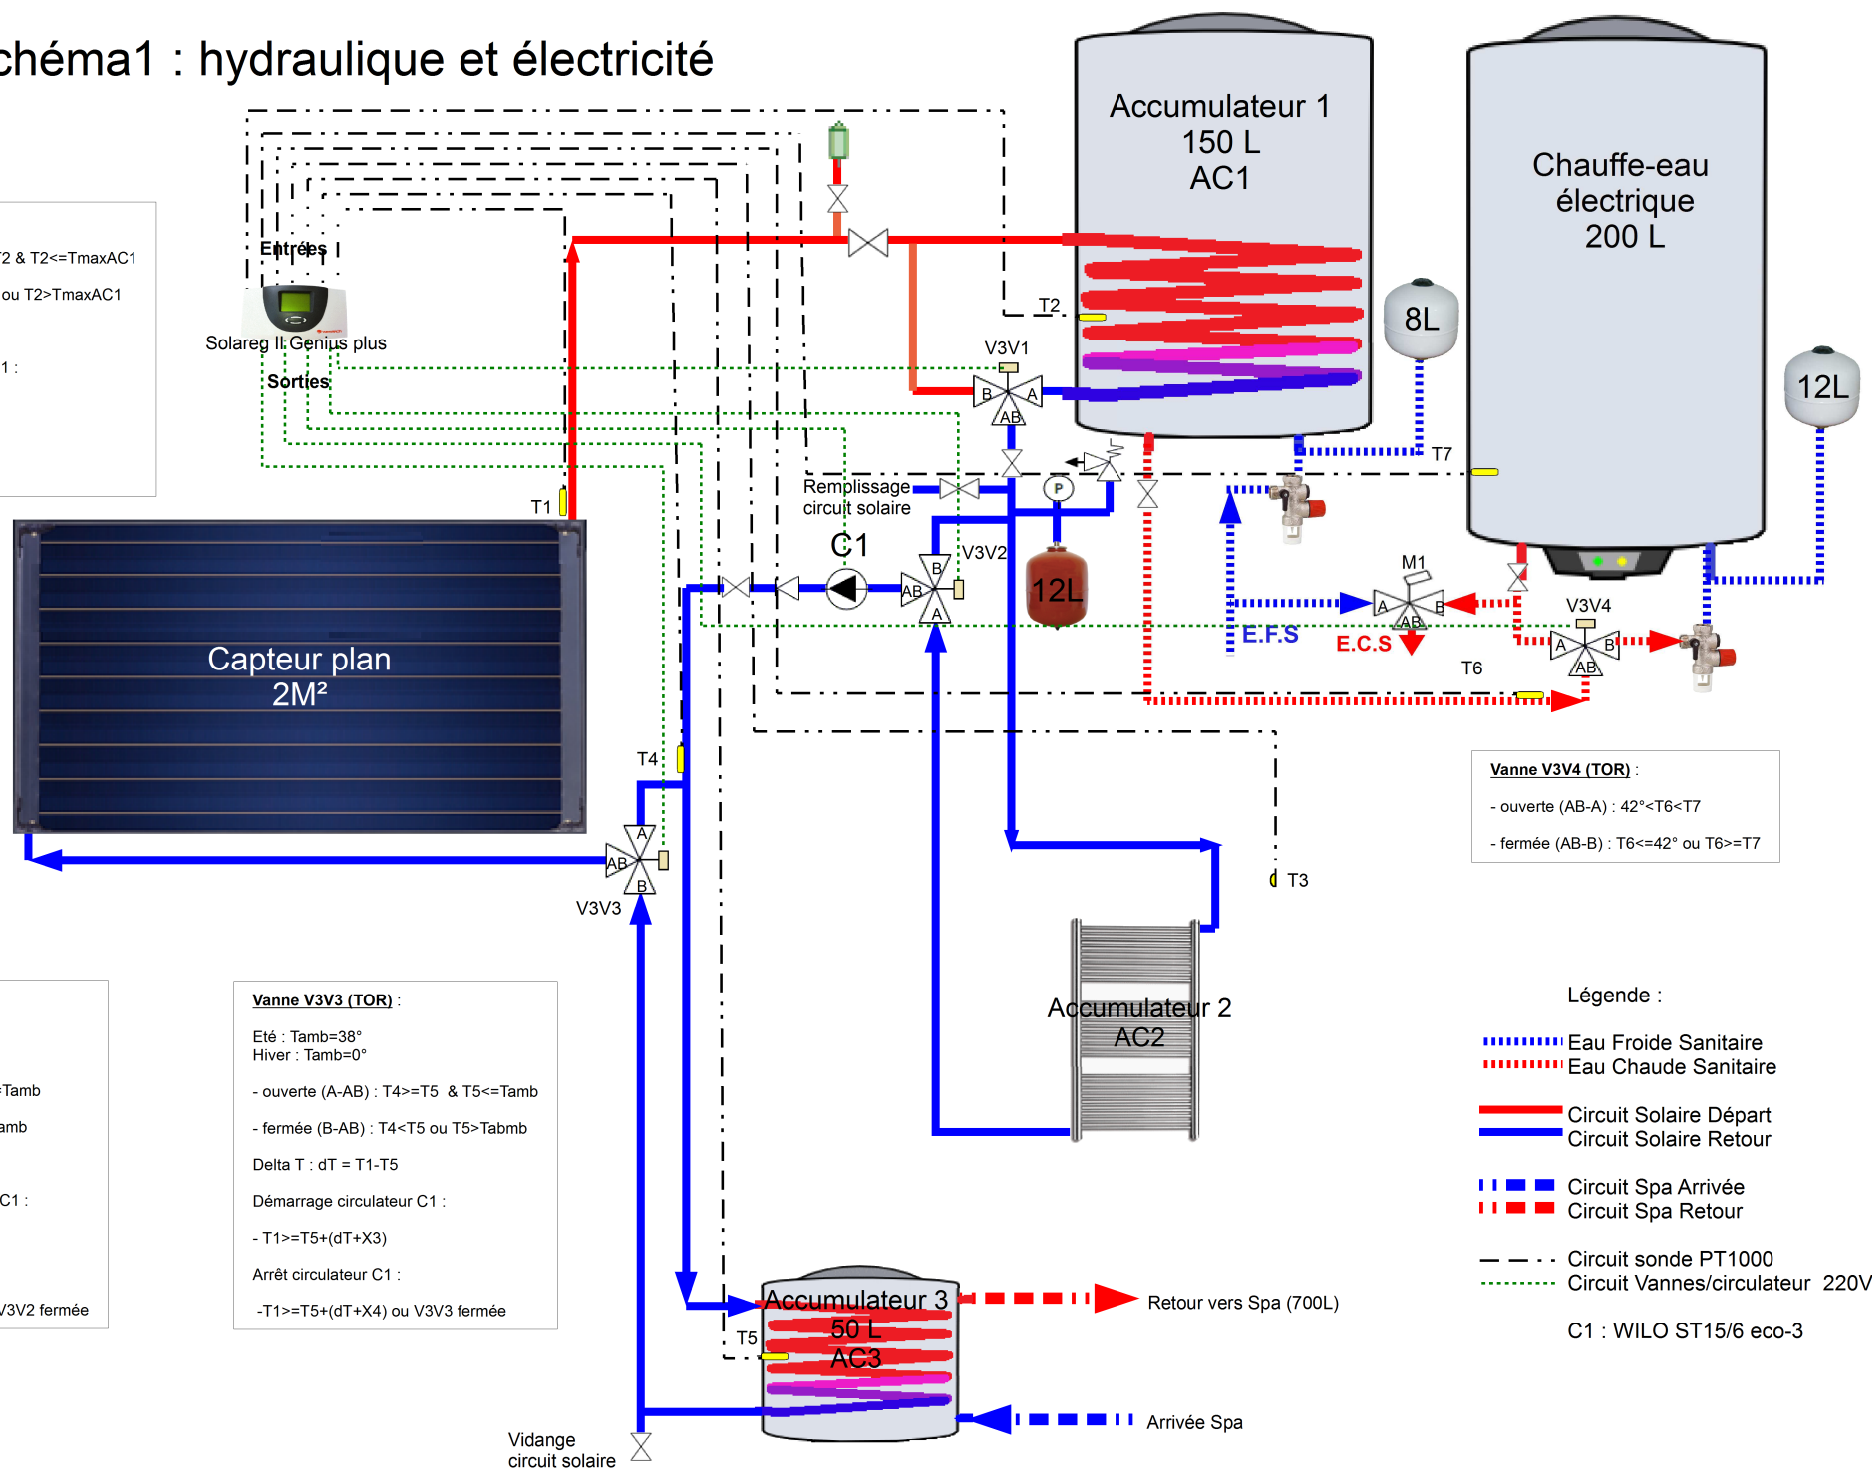 chéma1 : hydraulique et électricité
T2 & T2<=TmaxAC1
ou T2>TmaxAC1
1 :
Entrées
Solareg II Genius plus
Sorties
Accumulateur 1
150 L
AC1
Chauffe-eau
électrique
200 L
T2
V3V1
B
A
AB
8L
12L
T7
T1
Remplissage
circuit solaire
P
C1
V3V2
B
AB
A
12L
M1
A
B
AB
E.F.S
E.C.S
V3V4
A
B
AB
T6
Capteur plan
2M²
T4
A
AB
B
V3V3
T3
Vanne V3V4 (TOR) :
- ouverte (AB-A) : 42°<T6<T7
- fermée (AB-B) : T6<=42° ou T6>=T7
=Tamb
amb
C1 :
V3V2 fermée
Vanne V3V3 (TOR) :
Eté : Tamb=38°
Hiver : Tamb=0°
- ouverte (A-AB) : T4>=T5 & T5<=Tamb
- fermée (B-AB) : T4<T5 ou T5>Tabmb
Delta T : dT = T1-T5
Démarrage circulateur C1 :
- T1>=T5+(dT+X3)
Arrêt circulateur C1 :
-T1>=T5+(dT+X4) ou V3V3 fermée
Accumulateur 2
AC2
Légende :
Eau Froide Sanitaire
Eau Chaude Sanitaire
Circuit Solaire Départ
Circuit Solaire Retour
Circuit Spa Arrivée
Circuit Spa Retour
Circuit sonde PT1000
Circuit Vannes/circulateur 220V
C1 : WILO ST15/6 eco-3
Accumulateur 3
50 L
AC3
T5
Retour vers Spa (700L)
Arrivée Spa
Vidange
circuit solaire